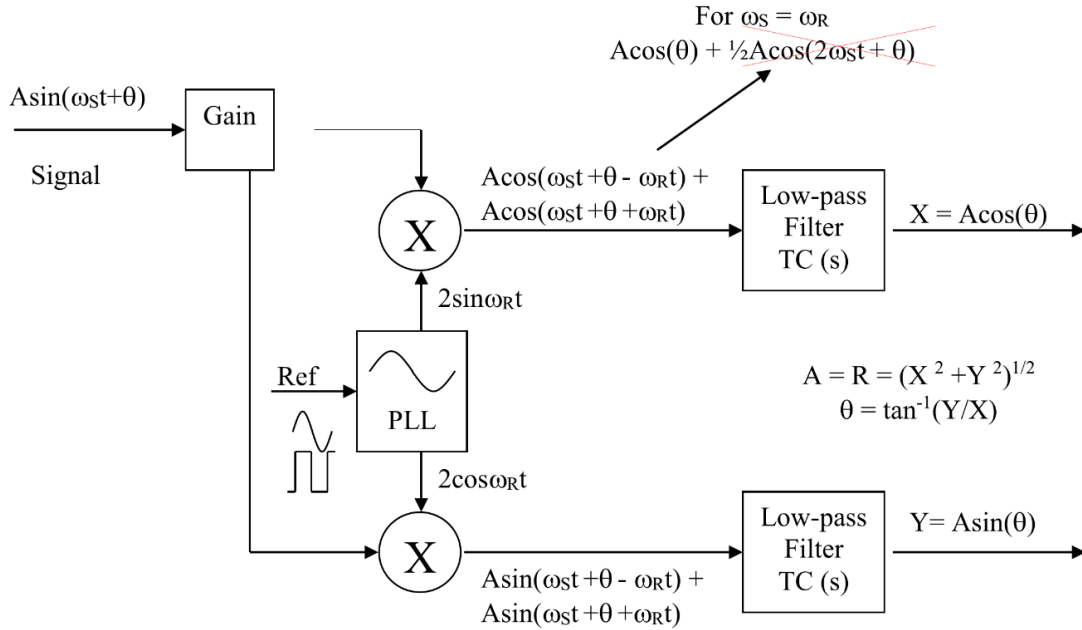 For ωS = ωR
Acos(θ) + ½Acos(2ωSt + θ)
Asin(ωSt+θ)
Gain
Signal
Acos(ωSt +θ - ωRt) +
Acos(ωSt +θ +ωRt)
Low-pass
Filter
TC (s)
X = Acos(θ)
X
2sinωRt
Ref
PLL
A = R = (X ² +Y ²)¹ᐟ²
θ = tan⁻¹(Y/X)
2cosωRt
X
Low-pass
Filter
TC (s)
Y= Asin(θ)
Asin(ωSt +θ - ωRt) +
Asin(ωSt +θ +ωRt)